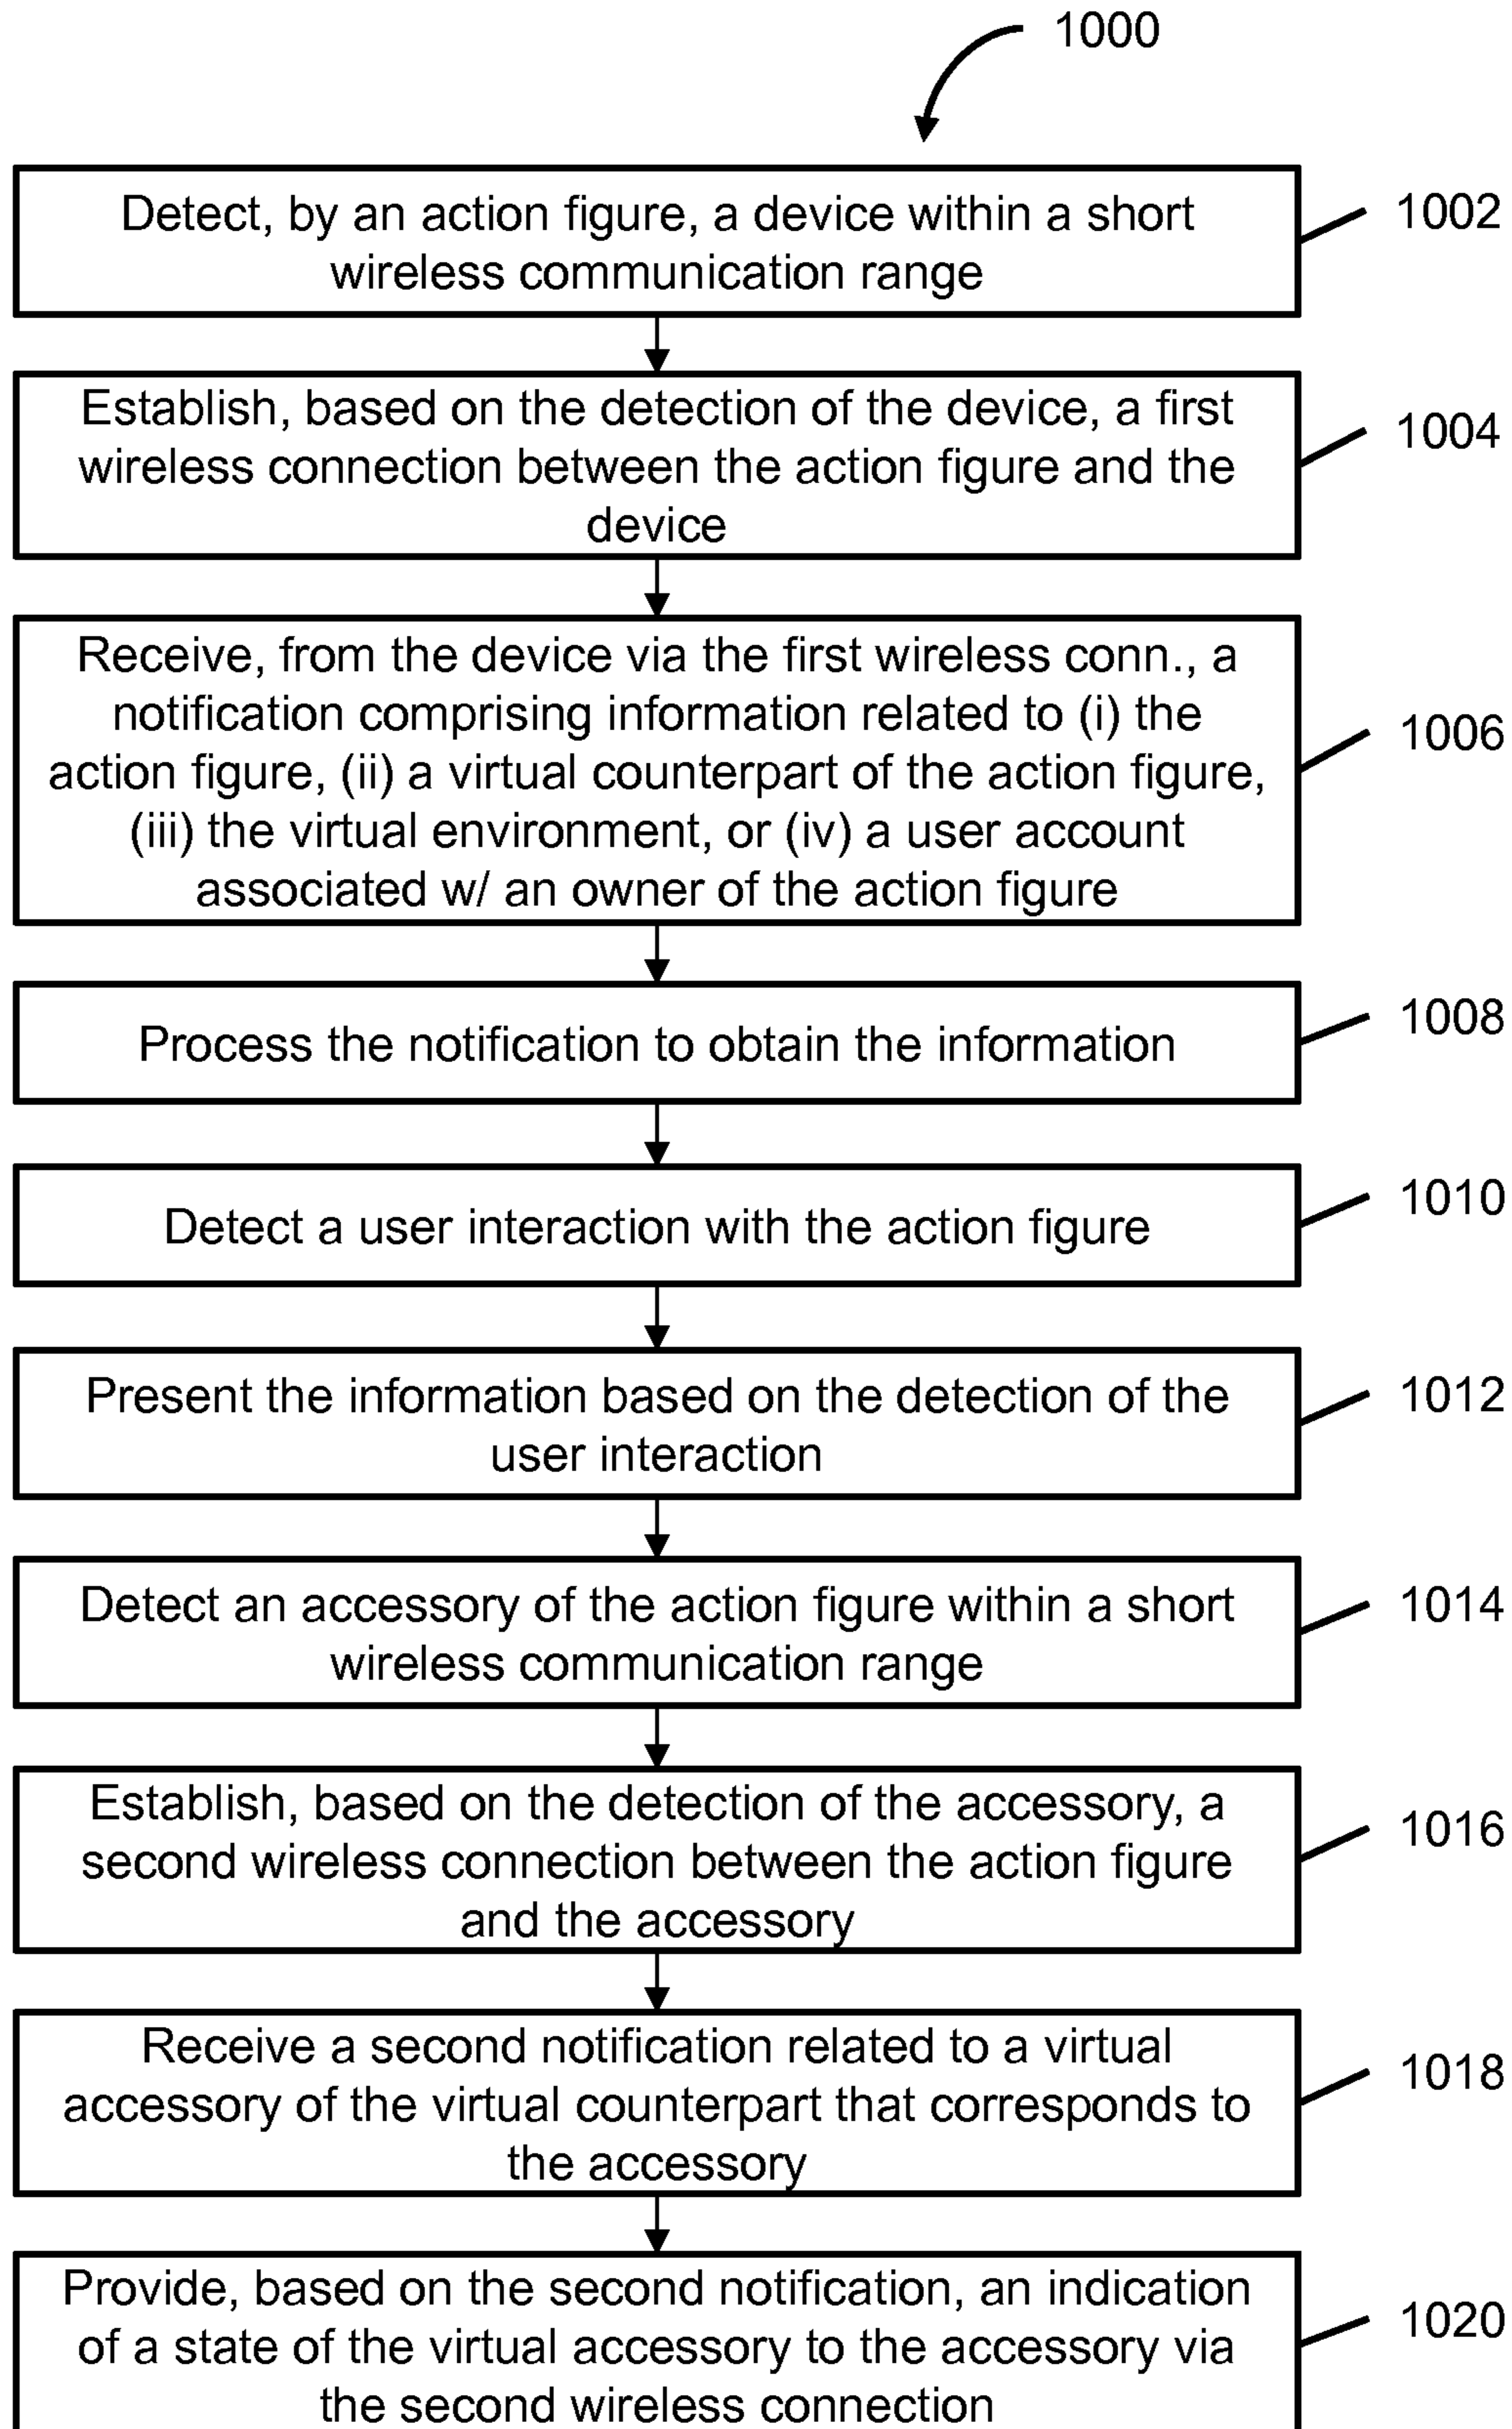 1000
Detect, by an action figure, a device within a short
wireless communication range
1002
Establish, based on the detection of the device, a first
wireless connection between the action figure and the
device
1004
Receive, from the device via the first wireless conn., a
notification comprising information related to (i) the
action figure, (ii) a virtual counterpart of the action figure,
(iii) the virtual environment, or (iv) a user account
associated w/ an owner of the action figure
1006
Process the notification to obtain the information
1008
Detect a user interaction with the action figure
1010
Present the information based on the detection of the
user interaction
1012
Detect an accessory of the action figure within a short
wireless communication range
1014
Establish, based on the detection of the accessory, a
second wireless connection between the action figure
and the accessory
1016
Receive a second notification related to a virtual
accessory of the virtual counterpart that corresponds to
the accessory
1018
Provide, based on the second notification, an indication
of a state of the virtual accessory to the accessory via
the second wireless connection
1020